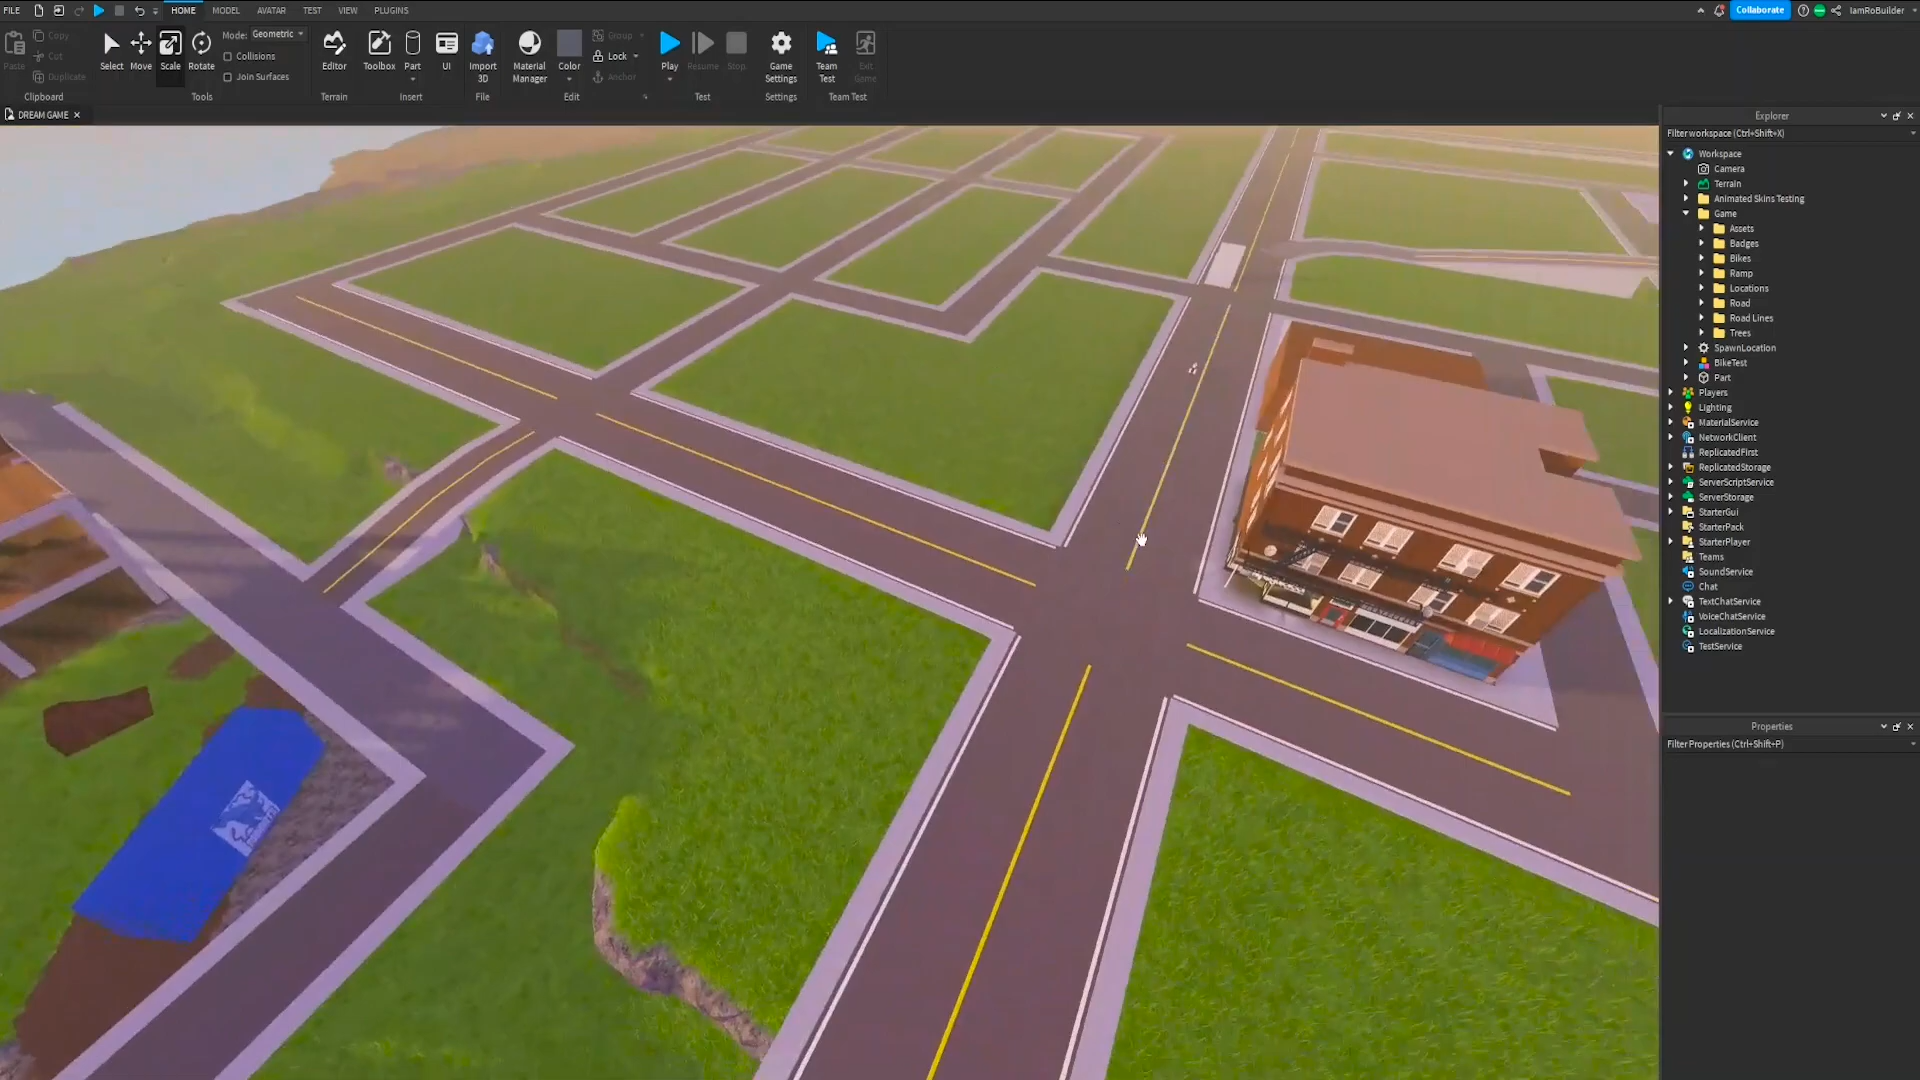 FILE HOME MODEL AVATAR TEST VIEW PLUGINS Collaborate IamRoBuilder
Paste Copy Cut Duplicate Select Move Scale Rotate Mode: Geometric Collisions Join Surfaces Editor Toolbox Part UI Import 3D Material Manager Color Group Lock Anchor Play Resume Stop Game Settings Team Test Exit Game
Clipboard Tools Terrain Insert File Edit Test Settings Team Test
DREAM GAME
Explorer
Filter workspace (Ctrl+Shift+X)
Workspace
Camera
Terrain
Animated Skins Testing
Game
Assets
Badges
Bikes
Ramp
Locations
Road
Road Lines
Trees
SpawnLocation
BikeTest
Part
Players
Lighting
MaterialService
NetworkClient
ReplicatedFirst
ReplicatedStorage
ServerScriptService
ServerStorage
StarterGui
StarterPack
StarterPlayer
Teams
SoundService
Chat
TextChatService
VoiceChatService
LocalizationService
TestService
Properties
Filter Properties (Ctrl+Shift+P)